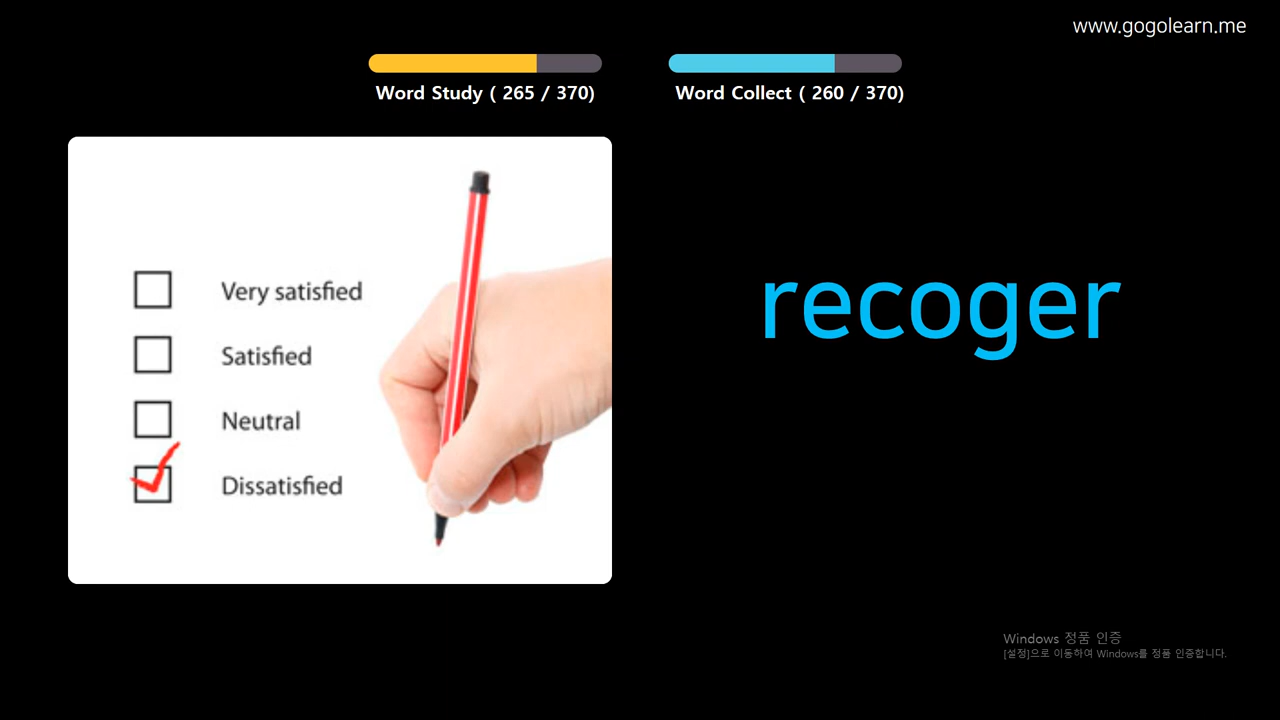 www.gogolearn.me
Word Study ( 265 / 370)
Word Collect ( 260 / 370)
Very satisfied
Satisfied
Neutral
Dissatisfied
recoger
Windows 정품 인증
[설정]으로 이동하여 Windows를 정품 인증합니다.